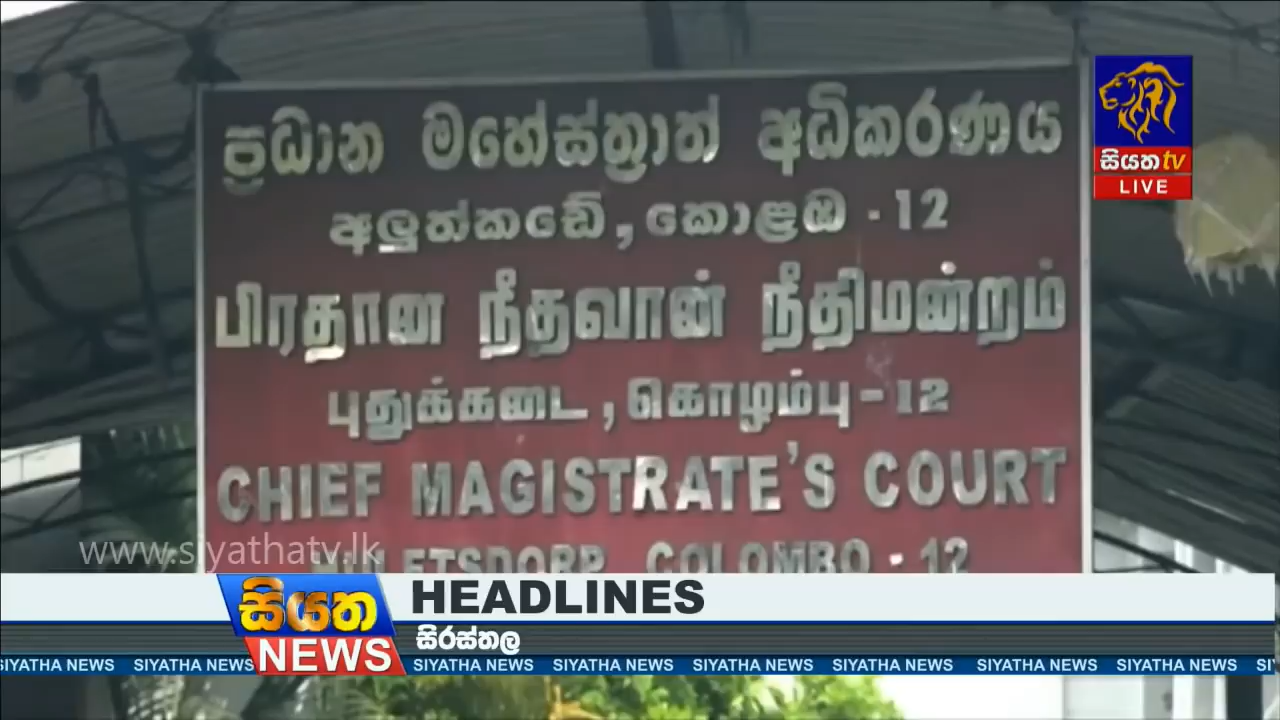 ප්‍රධාන මහේස්ත්‍රාත් අධිකරණය
අලුත්කඩේ, කොළඹ - 12
பிரதான நீதவான் நீதிமன்றம்
புதுக்கடை, கொழம்பு - 12
CHIEF MAGISTRATE'S COURT
COLOMBO - 12
සියත tv
LIVE
www.siyathatv.lk
සියත
NEWS
HEADLINES
සිරස්තල
SIYATHA NEWS SIYATHA NEWS SIYATHA NEWS SIYATHA NEWS SIYATHA NEWS SIYATHA NEWS SIYATHA NEWS SIYATHA NEWS